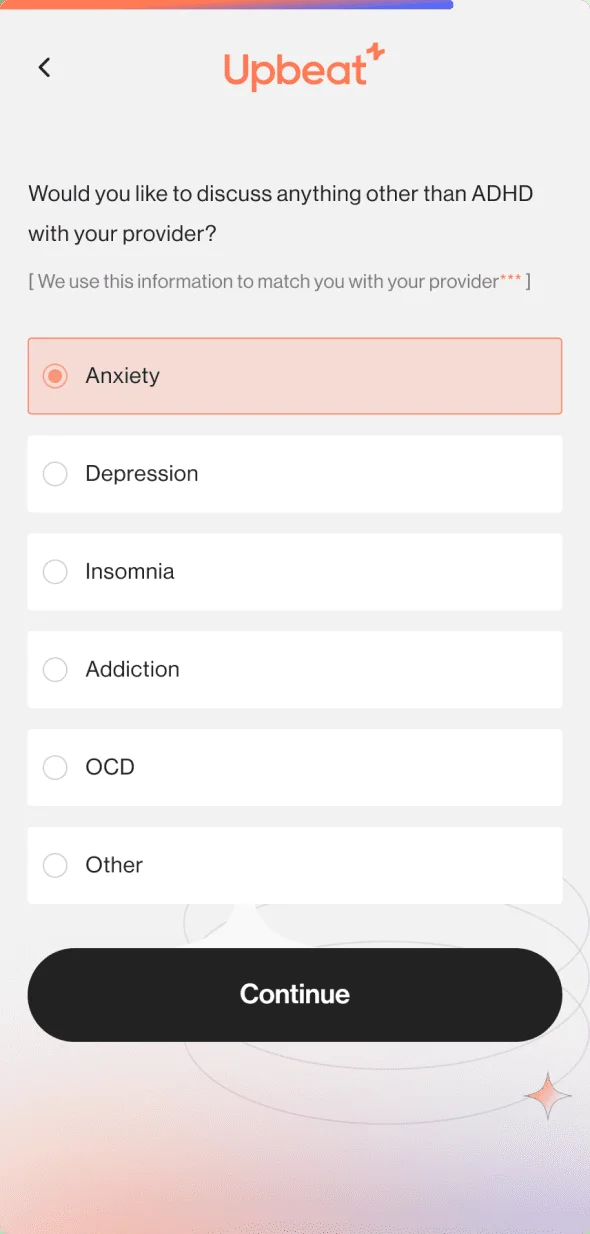 Upbeat
Would you like to discuss anything other than ADHD
with your provider?
[ We use this information to match you with your provider*** ]
Anxiety
Depression
Insomnia
Addiction
OCD
Other
Continue